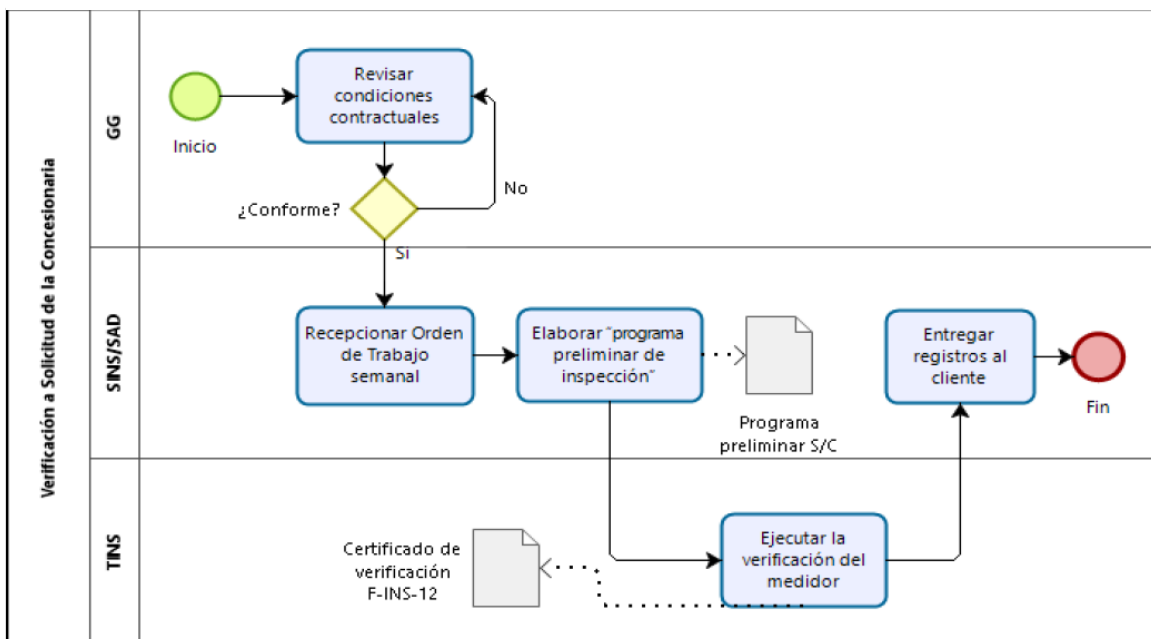 Verificación a Solicitud de la Concesionaria
GG
Inicio
Revisar
condiciones
contractuales
¿Conforme?
No
Si
SINS/SAD
Recepcionar Orden
de Trabajo
semanal
Elaborar “programa
preliminar de
inspección”
Programa
preliminar S/C
Entregar
registros al
cliente
Fin
TINS
Certificado de
verificación
F-INS-12
Ejecutar la
verificación del
medidor